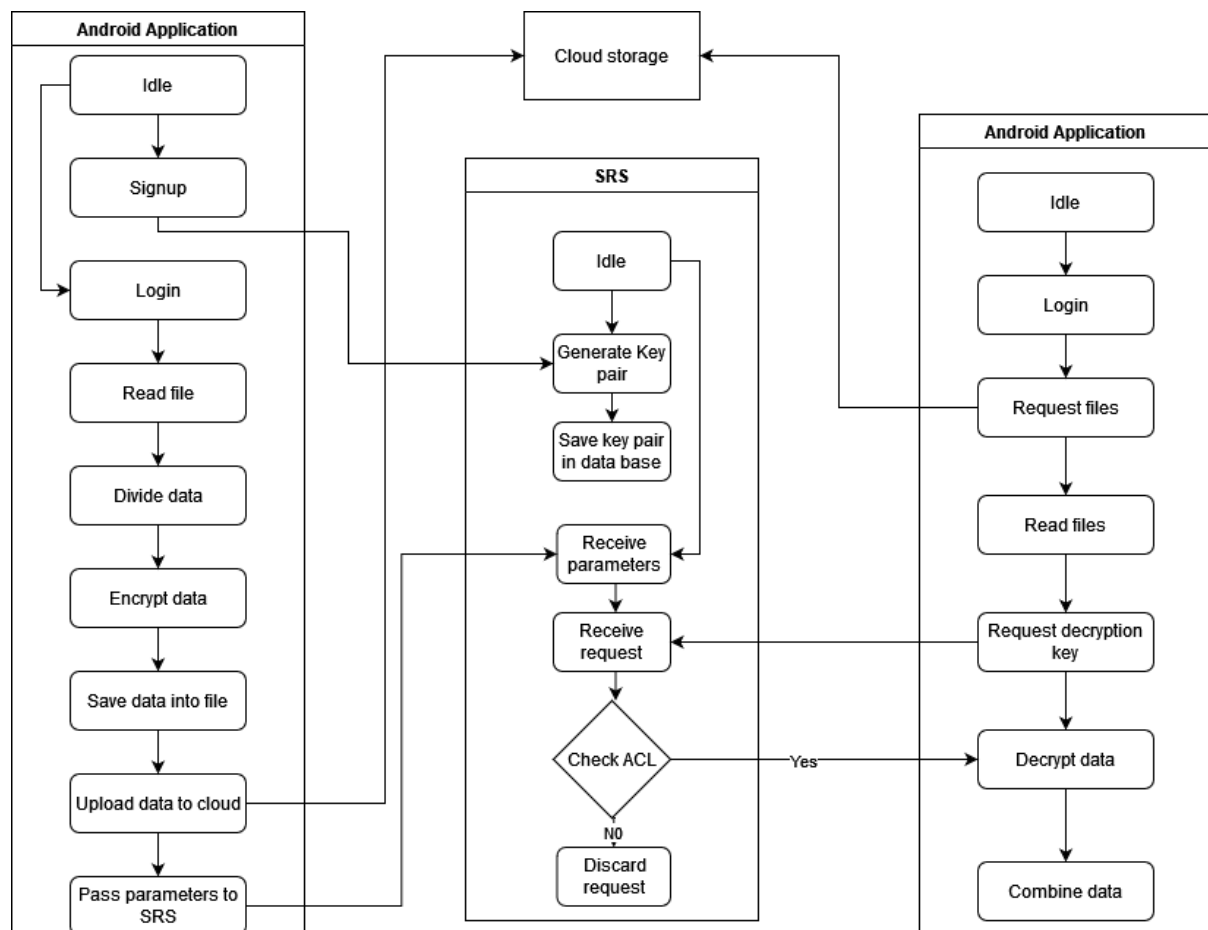 Android Application
Idle
Signup
Login
Read file
Divide data
Encrypt data
Save data into file
Upload data to cloud
Pass parameters to
SRS
Cloud storage
SRS
Idle
Generate Key
pair
Save key pair
in data base
Receive
parameters
Receive
request
Check ACL
Yes
N0
Discard
request
Android Application
Idle
Login
Request files
Read files
Request decryption
key
Decrypt data
Combine data